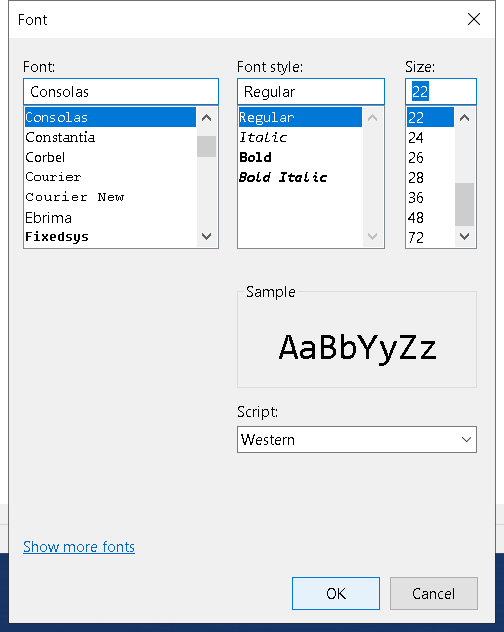 Font
Font:
Consolas
Consolas
Constantia
Corbel
Courier
Courier New
Ebrima
Fixedsys
Font style:
Regular
Regular
Italic
Bold
Bold Italic
Size:
22
22
24
26
28
36
48
72
Sample
AaBbYyZz
Script:
Western
Show more fonts
OK
Cancel